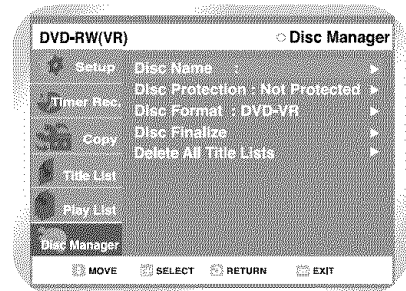 DVD-RW(VR) Disc Manager
Setup
Timer Rec.
Copy
Title List
Play List
Disc Manager
Disc Name :
Disc Protection : Not Protected
Disc Format : DVD-VR
Disc Finalize
Delete All Title Lists
MOVE SELECT RETURN EXIT